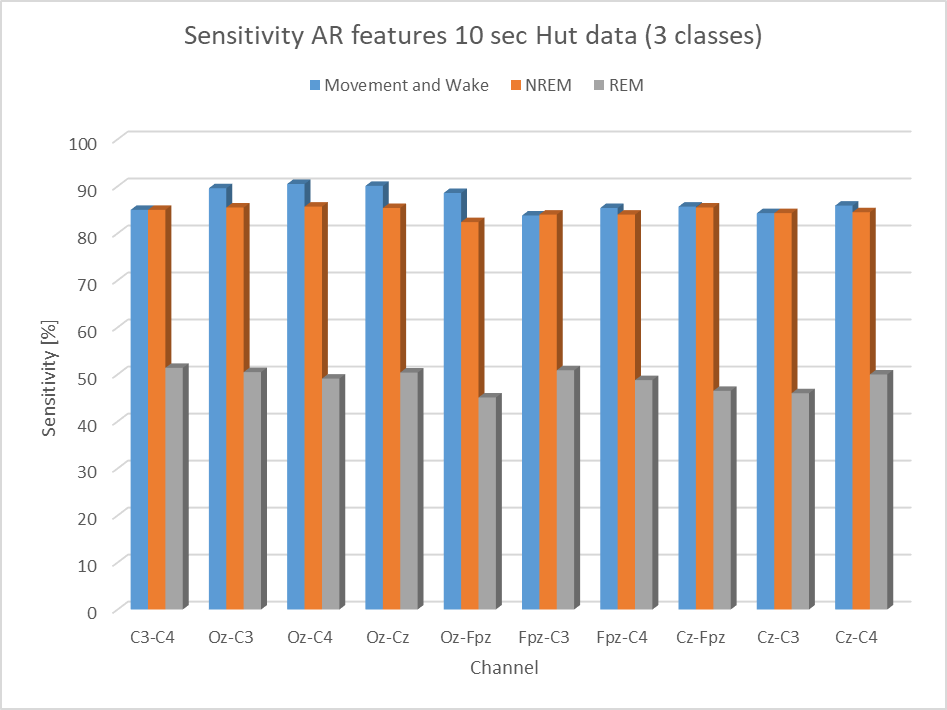 Sensitivity AR features 10 sec Hut data (3 classes)
Movement and Wake NREM REM
100
90
80
70
60
50
40
30
20
10
0
Sensitivity [%]
C3-C4 Oz-C3 Oz-C4 Oz-Cz Oz-Fpz Fpz-C3 Fpz-C4 Cz-Fpz Cz-C3 Cz-C4
Channel